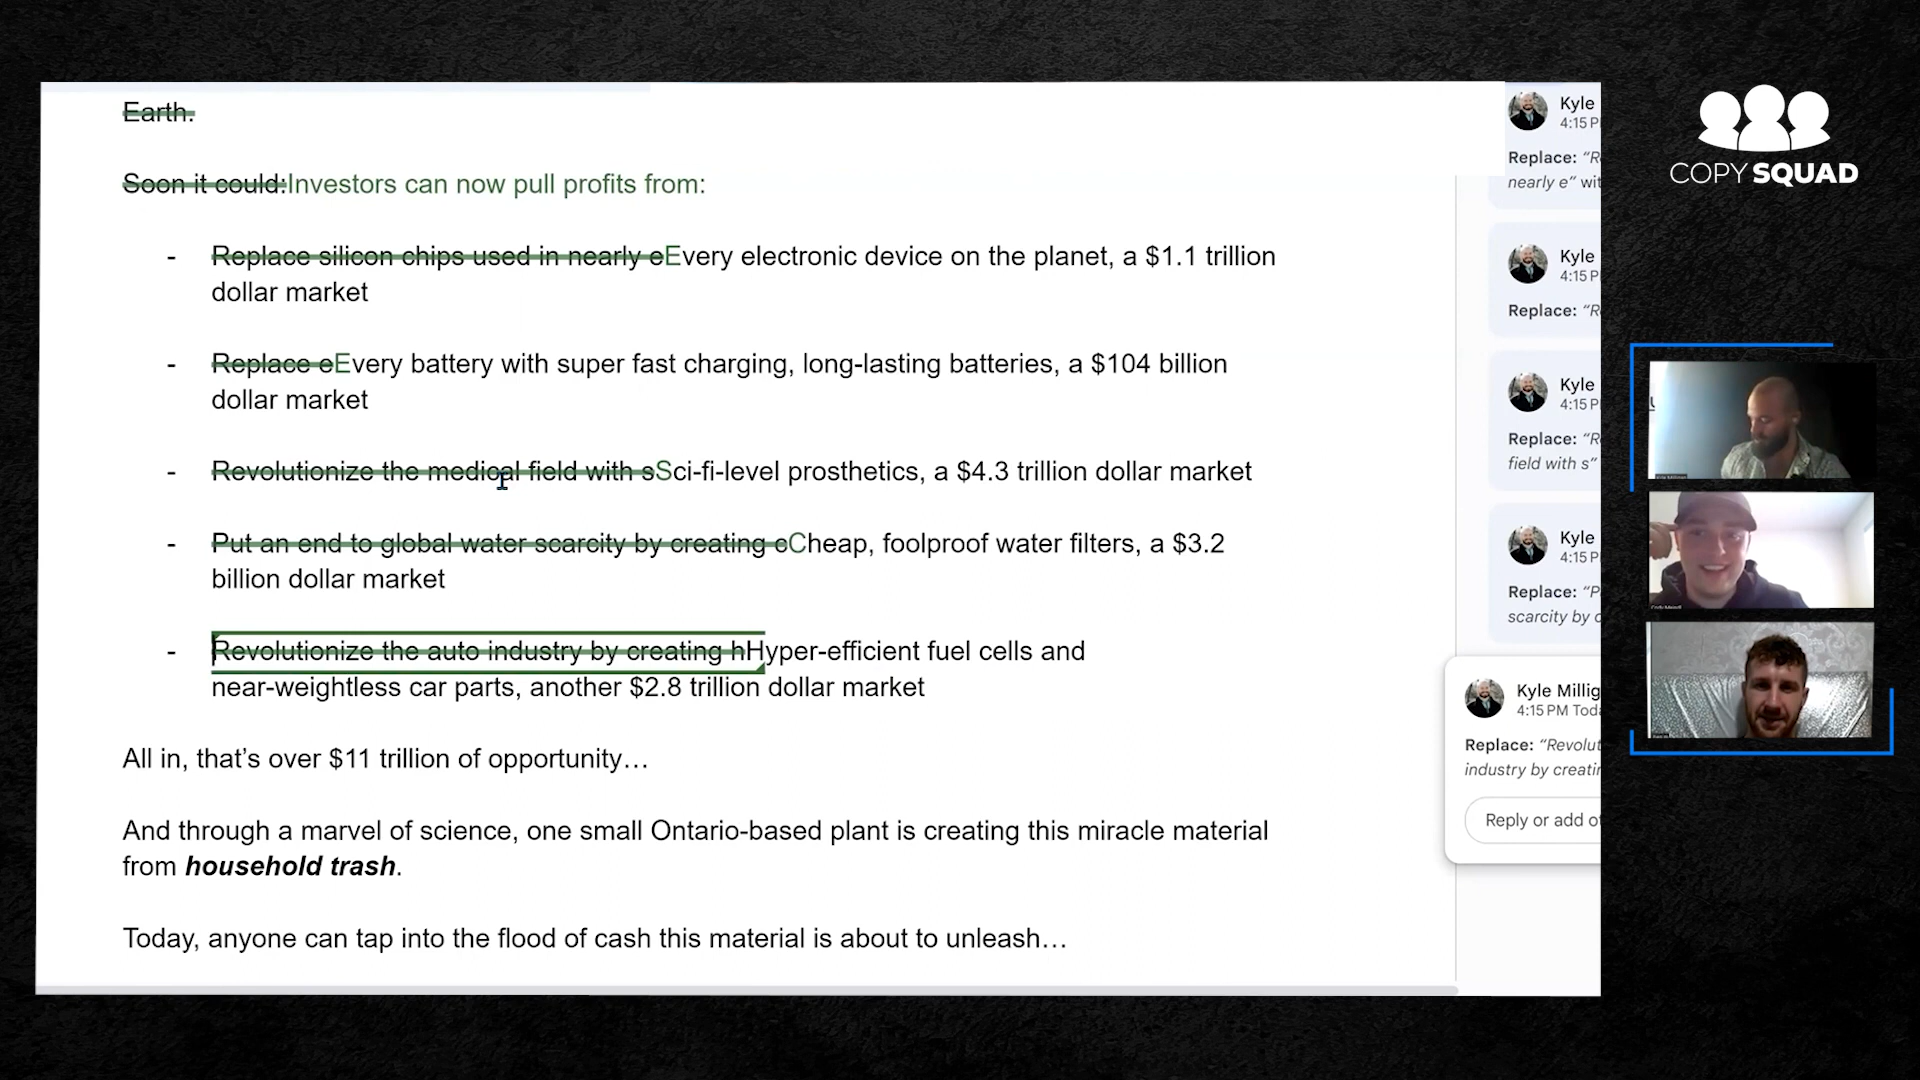 Earth.
Soon it could:Investors can now pull profits from:
- Replace silicon chips used in nearly eEvery electronic device on the planet, a $1.1 trillion
dollar market
- Replace eEvery battery with super fast charging, long-lasting batteries, a $104 billion
dollar market
- Revolutionize the medical field with sSci-fi-level prosthetics, a $4.3 trillion dollar market
- Put an end to global water scarcity by creating cCheap, foolproof water filters, a $3.2
billion dollar market
- Revolutionize the auto industry by creating hHyper-efficient fuel cells and
near-weightless car parts, another $2.8 trillion dollar market
All in, that’s over $11 trillion of opportunity…
And through a marvel of science, one small Ontario-based plant is creating this miracle material
from household trash.
Today, anyone can tap into the flood of cash this material is about to unleash…
Kyle
4:15 P
Replace: “R
nearly e” wit
Kyle
4:15 P
Replace: “R
Kyle
4:15 P
Replace: “R
field with s”
Kyle
4:15 P
Replace: “P
scarcity by c
Kyle Millig
4:15 PM Toda
Replace: “Revolut
industry by creatin
Reply or add ot
COPY SQUAD